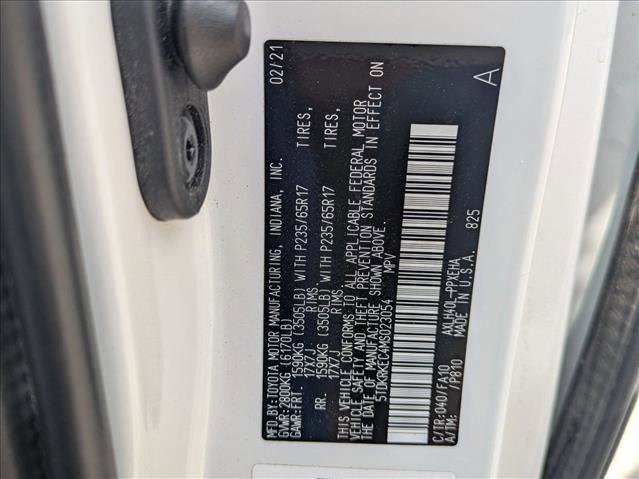 MFD.BY:TOYOTA MOTOR MANUFACTURING, INDIANA, INC. 02/21
GVWR:2800KG (6170LB)
GAWR:FRT. 1590KG (3505LB) WITH P235/65R17 TIRES,
17X7J RIMS
RR. 1590KG (3505LB) WITH P235/65R17 TIRES,
17X7J RIMS
THIS VEHICLE CONFORMS TO ALL APPLICABLE FEDERAL MOTOR
VEHICLE SAFETY AND THEFT PREVENTION STANDARDS IN EFFECT ON
THE DATE OF MANUFACTURE SHOWN ABOVE.
5TDKRKEC4MS023054 MPV
A
825
C/TR:040/FA10 AXLH40L-PPXEHA
A/TM: /P810 MADE IN U.S.A.